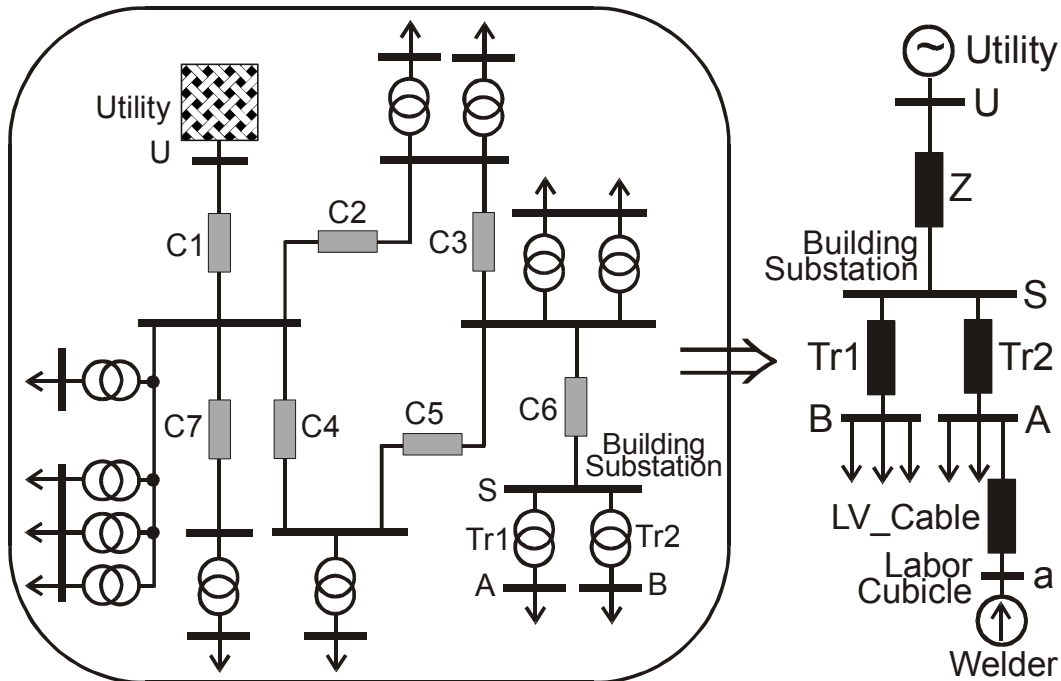 Utility
U
C1
C2
C3
C7
C4
C5
C6
Building
Substation
S
Tr1
Tr2
A
B
Utility
U
Z
Building
Substation
S
Tr1
Tr2
B
A
LV_Cable
Labor
Cubicle
a
Welder